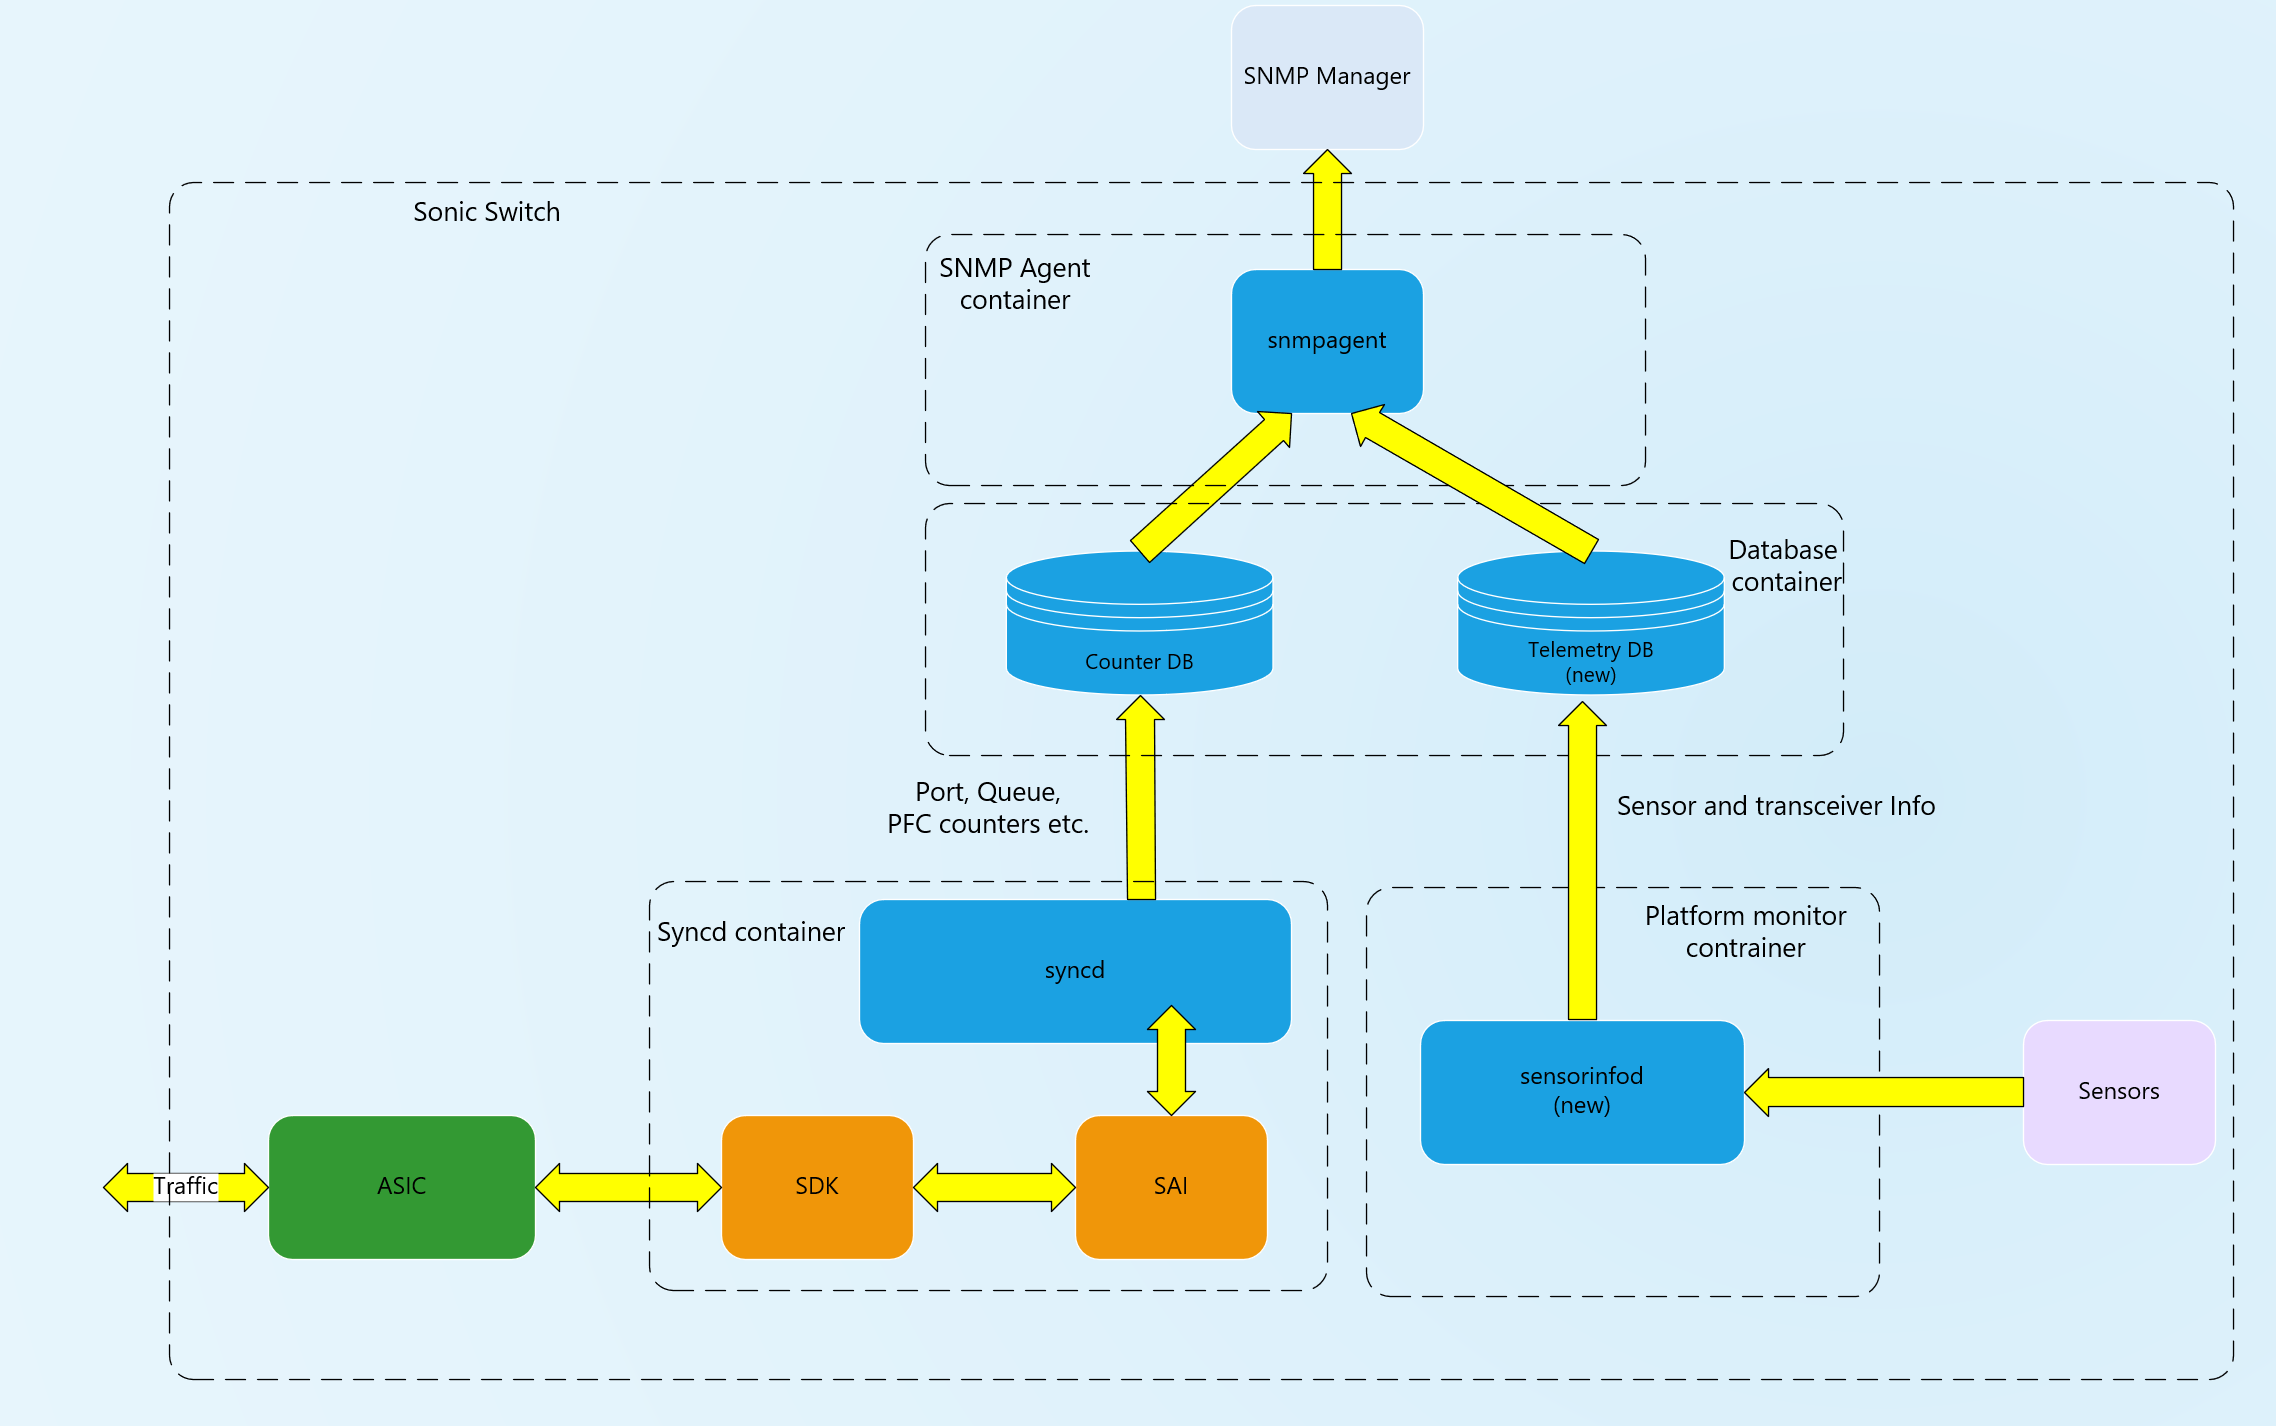 SNMP Manager
Sonic Switch
SNMP Agent
container
snmpagent
Database
container
Counter DB
Telemetry DB
(new)
Port, Queue,
PFC counters etc.
Sensor and transceiver Info
Syncd container
syncd
Platform monitor
contrainer
sensorinfod
(new)
Sensors
Traffic
ASIC
SDK
SAI